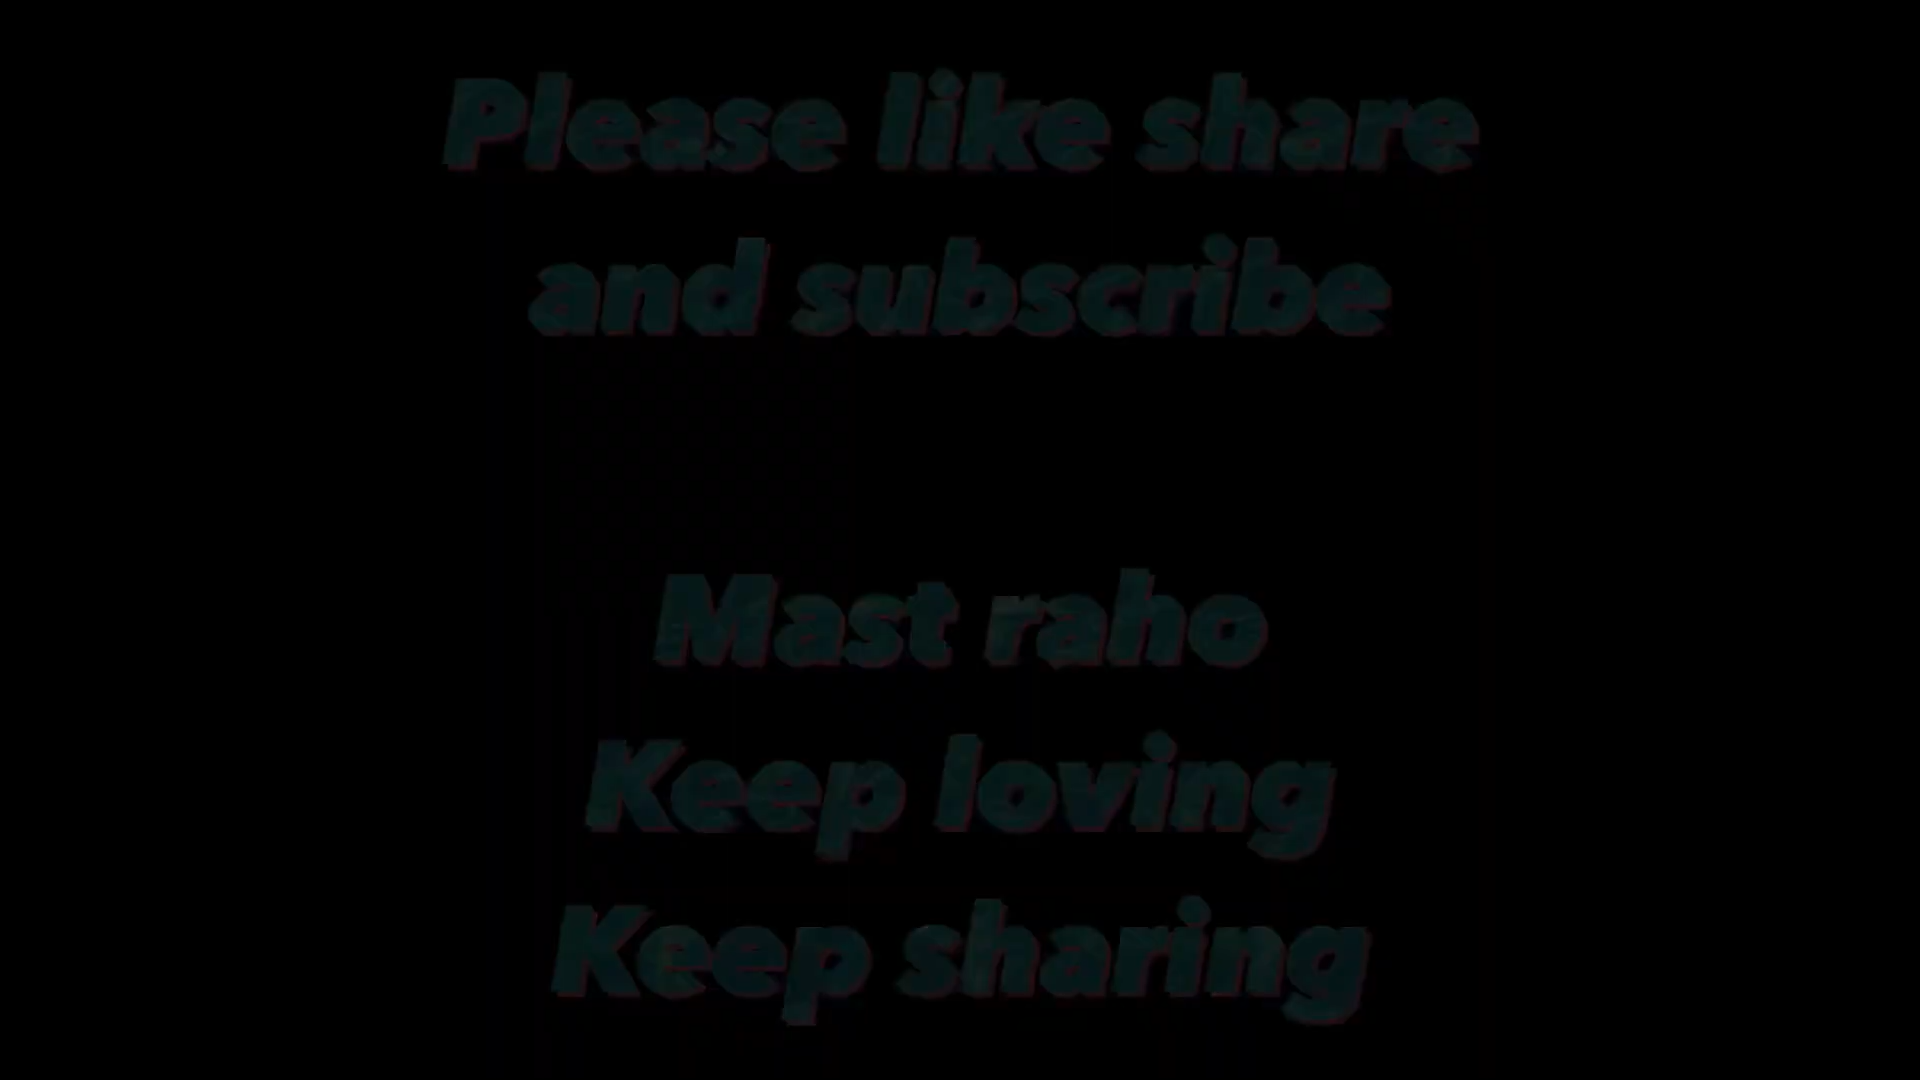 Please like share
and subscribe
Mast raho
Keep loving
Keep sharing